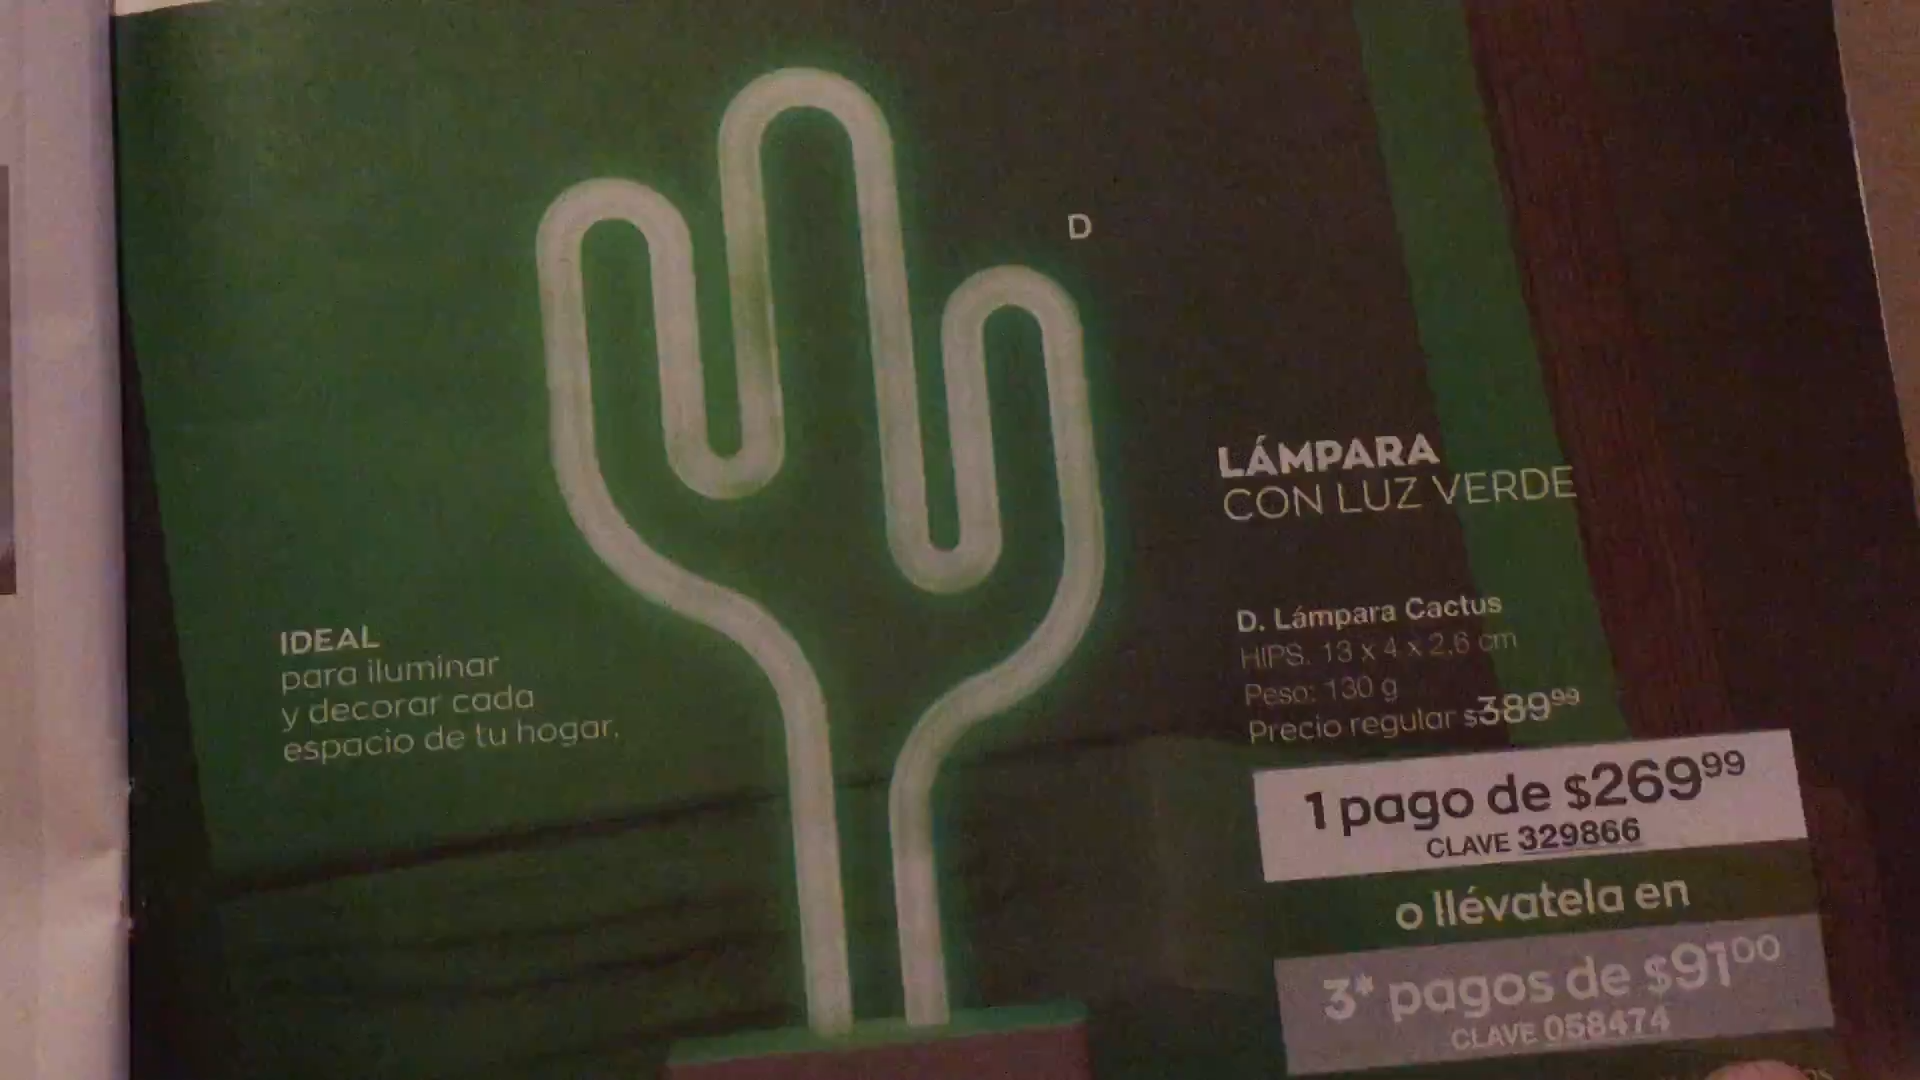 D
LÁMPARA
CON LUZ VERDE
IDEAL
para iluminar
y decorar cada
espacio de tu hogar.
D. Lámpara Cactus
HIPS. 13 x 4 x 2.6 cm
Peso: 130 g
Precio regular $389⁹⁹
1 pago de $269⁹⁹
CLAVE 329866
o llévatela en
3* pagos de $91⁰⁰
CLAVE 058474